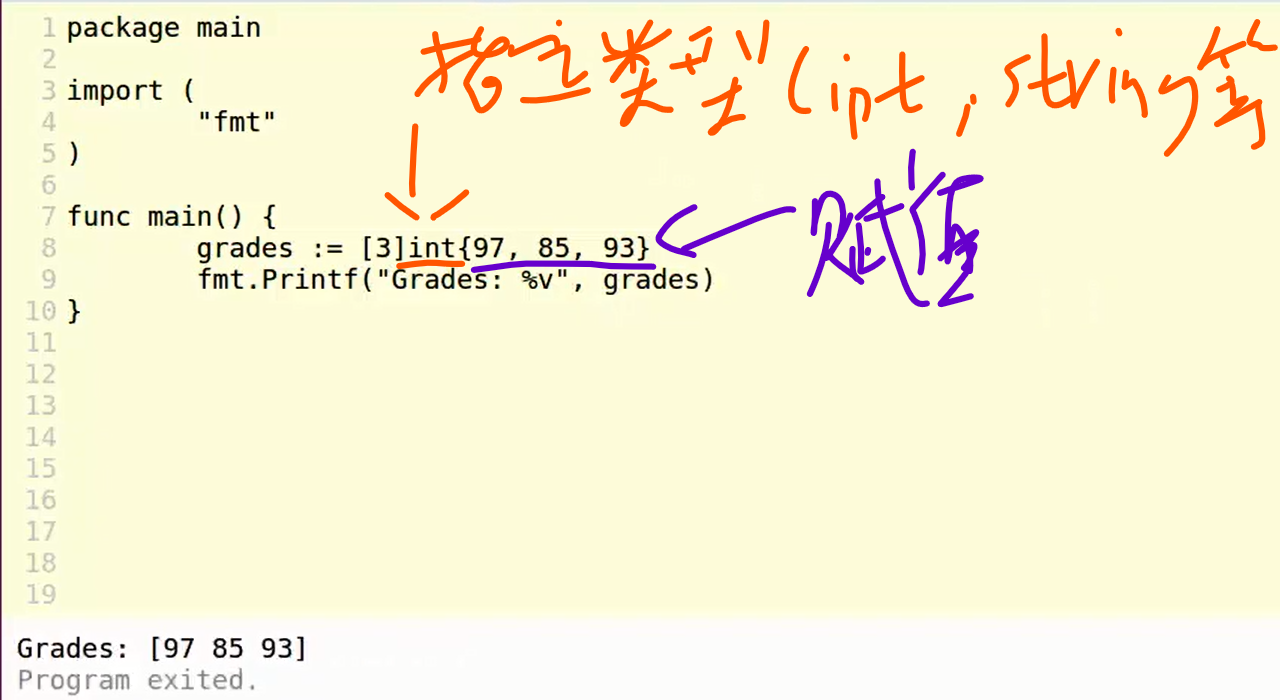 1 package main
2
3 import (
4 "fmt"
5 )
6
7 func main() {
8 grades := [3]int{97, 85, 93}
9 fmt.Printf("Grades: %v", grades)
10 }
11
12
13
14
15
16
17
18
19
指定类型(int, string等
赋值
Grades: [97 85 93]
Program exited.